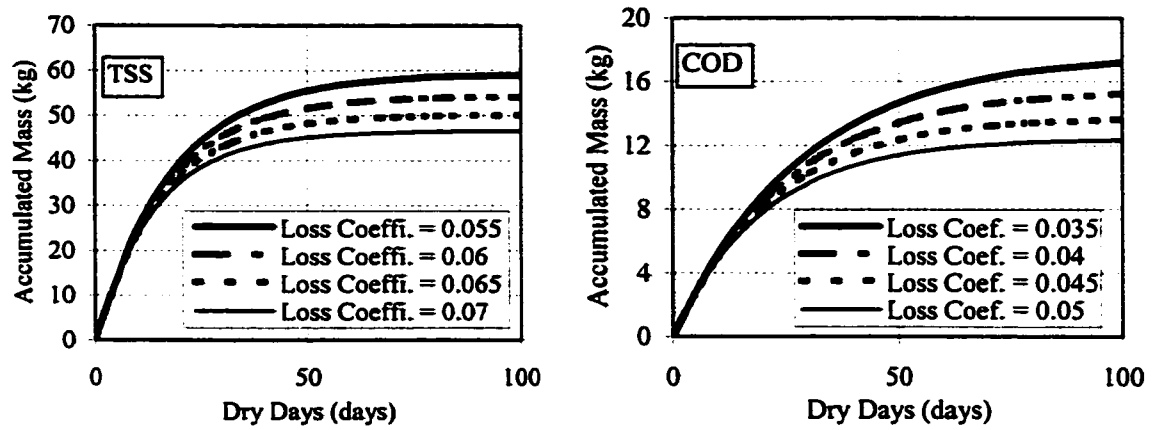 70
60
50
40
30
20
10
0
Accumulated Mass (kg)
TSS
Loss Coeffi. = 0.055
Loss Coeffi. = 0.06
Loss Coeffi. = 0.065
Loss Coeffi. = 0.07
0 50 100
Dry Days (days)
20
16
12
8
4
0
Accumulated Mass (kg)
COD
Loss Coef. = 0.035
Loss Coef. = 0.04
Loss Coef. = 0.045
Loss Coef. = 0.05
0 50 100
Dry Days (days)